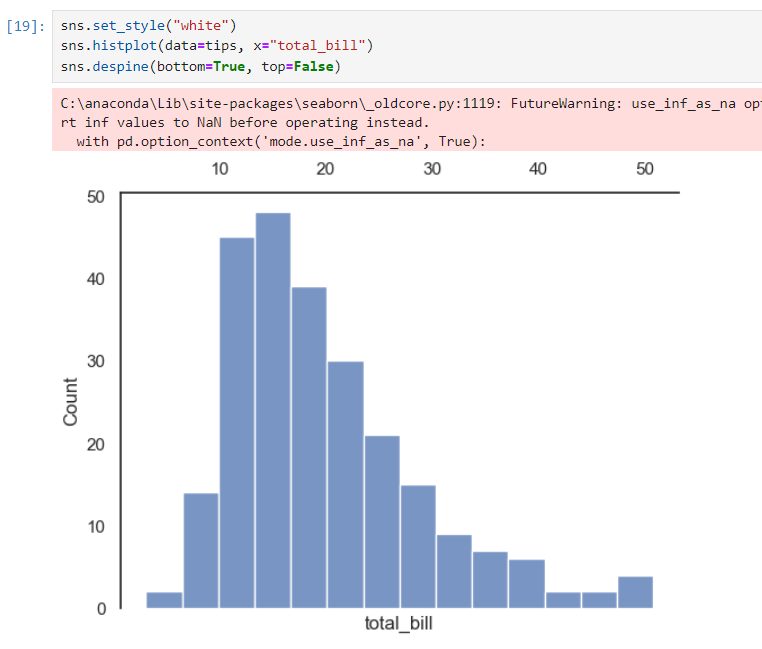 [19]:
sns.set_style("white")
sns.histplot(data=tips, x="total_bill")
sns.despine(bottom=True, top=False)
C:\anaconda\Lib\site-packages\seaborn\_oldcore.py:1119: FutureWarning: use_inf_as_na op
rt inf values to NaN before operating instead.
with pd.option_context('mode.use_inf_as_na', True):
10 20 30 40 50
50
40
30
20
10
0
Count
total_bill